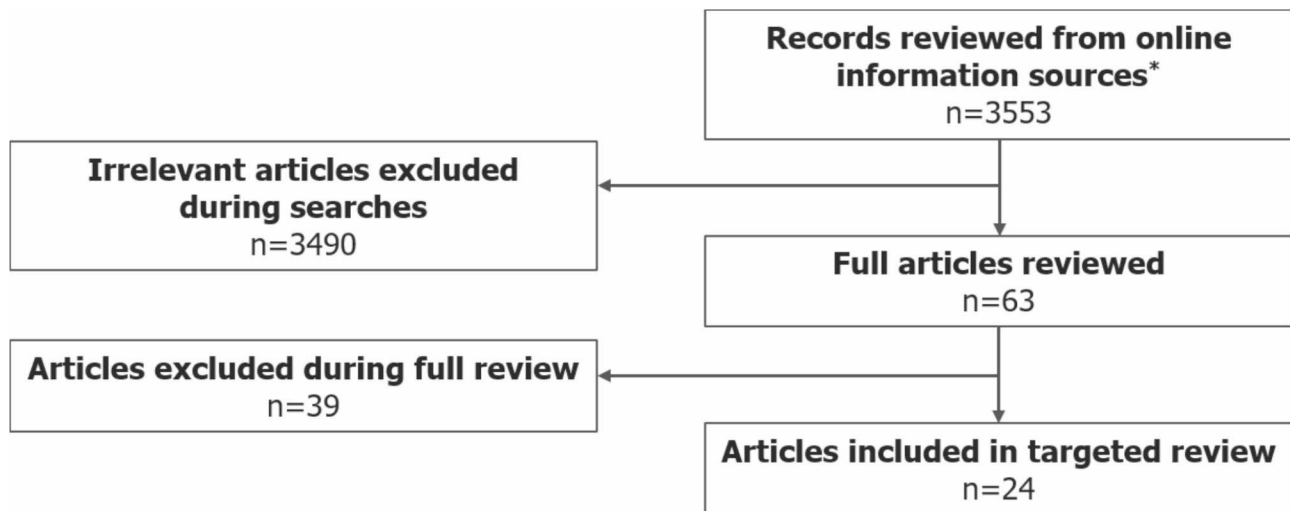 Records reviewed from online
information sources*
n=3553
Irrelevant articles excluded
during searches
n=3490
Full articles reviewed
n=63
Articles excluded during full review
n=39
Articles included in targeted review
n=24